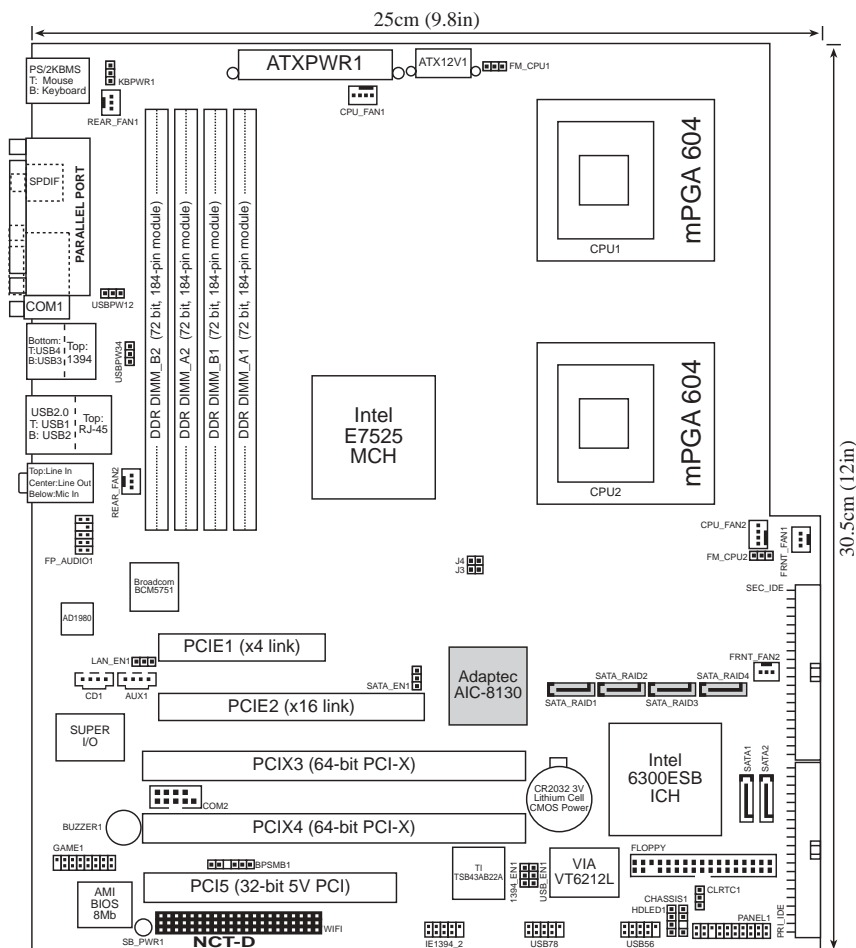 25cm (9.8in)
PS/2KBMS
T: Mouse
B: Keyboard
KBPWR1
REAR_FAN1
ATXPWR1
ATX12V1
FM_CPU1
CPU_FAN1
SPDIF
PARALLEL PORT
COM1
USBPW12
Bottom:
T:USB4
B:USB3
Top:
1394
USBPW34
USB2.0
T: USB1
B: USB2
Top:
RJ-45
Top:Line In
Center:Line Out
Below:Mic In
REAR_FAN2
FP_AUDIO1
DDR DIMM_B2 (72 bit, 184-pin module)
DDR DIMM_A2 (72 bit, 184-pin module)
DDR DIMM_B1 (72 bit, 184-pin module)
DDR DIMM_A1 (72 bit, 184-pin module)
CPU1
mPGA 604
CPU2
mPGA 604
Intel
E7525
MCH
30.5cm (12in)
CPU_FAN2
FM_CPU2
FRNT_FAN1
J4
J3
SEC_IDE
Broadcom
BCM5751
AD1980
LAN_EN1
PCIE1 (x4 link)
CD1
AUX1
SATA_EN1
PCIE2 (x16 link)
Adaptec
AIC-8130
FRNT_FAN2
SATA_RAID1
SATA_RAID2
SATA_RAID3
SATA_RAID4
SUPER
I/O
PCIX3 (64-bit PCI-X)
COM2
CR2032 3V
Lithium Cell
CMOS Power
Intel
6300ESB
ICH
SATA1
SATA2
BUZZER1
PCIX4 (64-bit PCI-X)
GAME1
BPSMB1
TI
TSB43AB22A
1394_EN1
USB_EN1
VIA
VT6212L
FLOPPY
AMI
BIOS
8Mb
PCI5 (32-bit 5V PCI)
CHASSIS1
HDLED1
CLRTC1
PANEL1
PRI_IDE
SB_PWR1
NCT-D
WIFI
IE1394_2
USB78
USB56